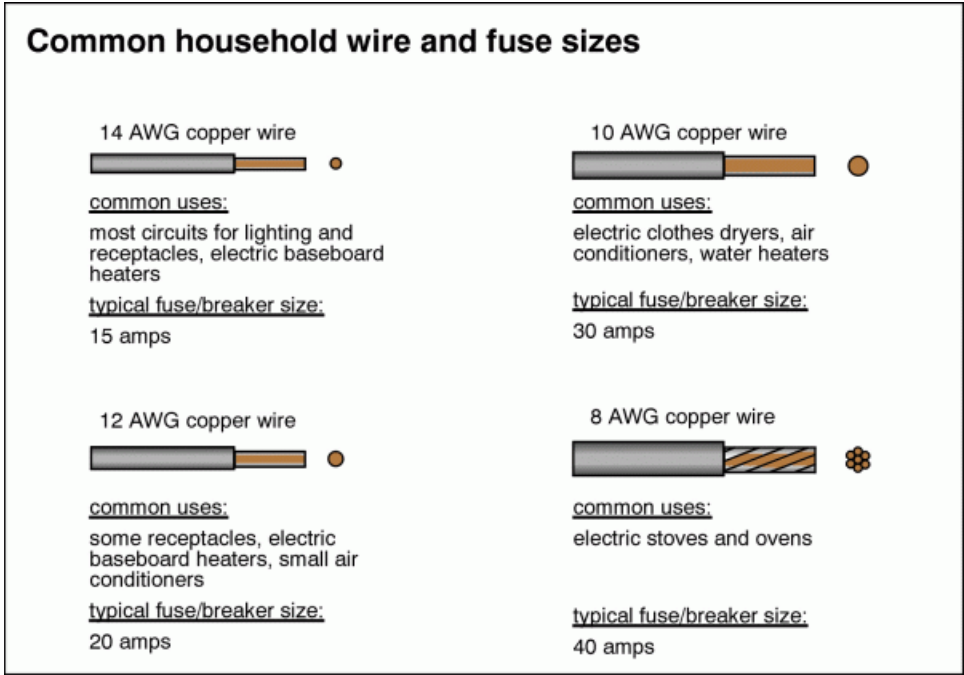 Common household wire and fuse sizes
14 AWG copper wire
common uses:
most circuits for lighting and
receptacles, electric baseboard
heaters
typical fuse/breaker size:
15 amps
10 AWG copper wire
common uses:
electric clothes dryers, air
conditioners, water heaters
typical fuse/breaker size:
30 amps
12 AWG copper wire
common uses:
some receptacles, electric
baseboard heaters, small air
conditioners
typical fuse/breaker size:
20 amps
8 AWG copper wire
common uses:
electric stoves and ovens
typical fuse/breaker size:
40 amps